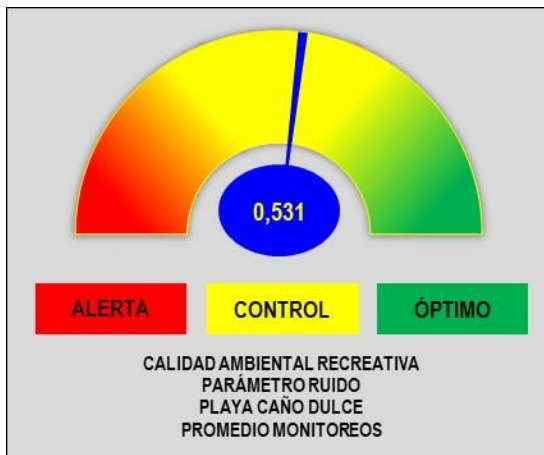 0,531
ALERTA
CONTROL
ÓPTIMO
CALIDAD AMBIENTAL RECREATIVA
PARÁMETRO RUIDO
PLAYA CAÑO DULCE
PROMEDIO MONITOREOS